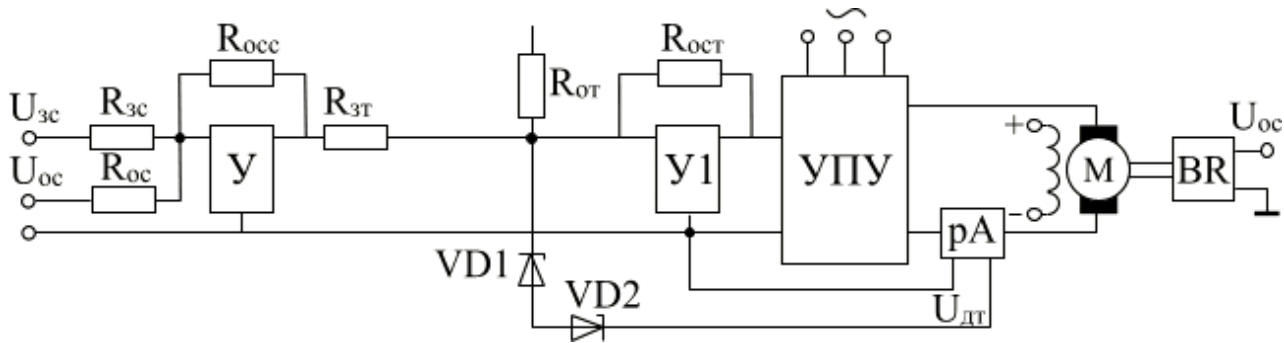 Rосс
Rост
Rот
Uзс
Rзс
Rзт
Uос
Uос
Rос
У
У1
УПУ
+
-
М
BR
pA
VD1
VD2
Uдт